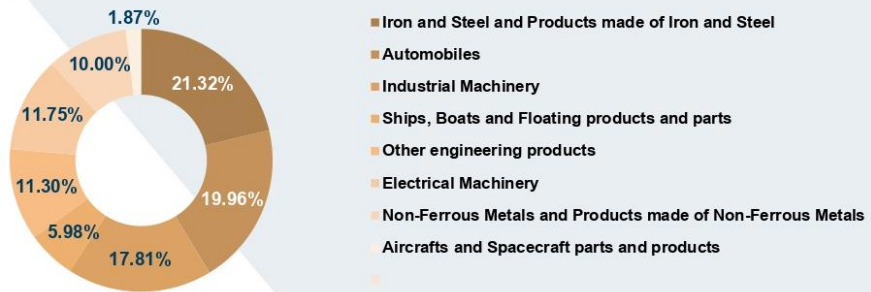 1.87%
10.00%
21.32%
11.75%
11.30%
19.96%
5.98%
17.81%
Iron and Steel and Products made of Iron and Steel
Automobiles
Industrial Machinery
Ships, Boats and Floating products and parts
Other engineering products
Electrical Machinery
Non-Ferrous Metals and Products made of Non-Ferrous Metals
Aircrafts and Spacecraft parts and products